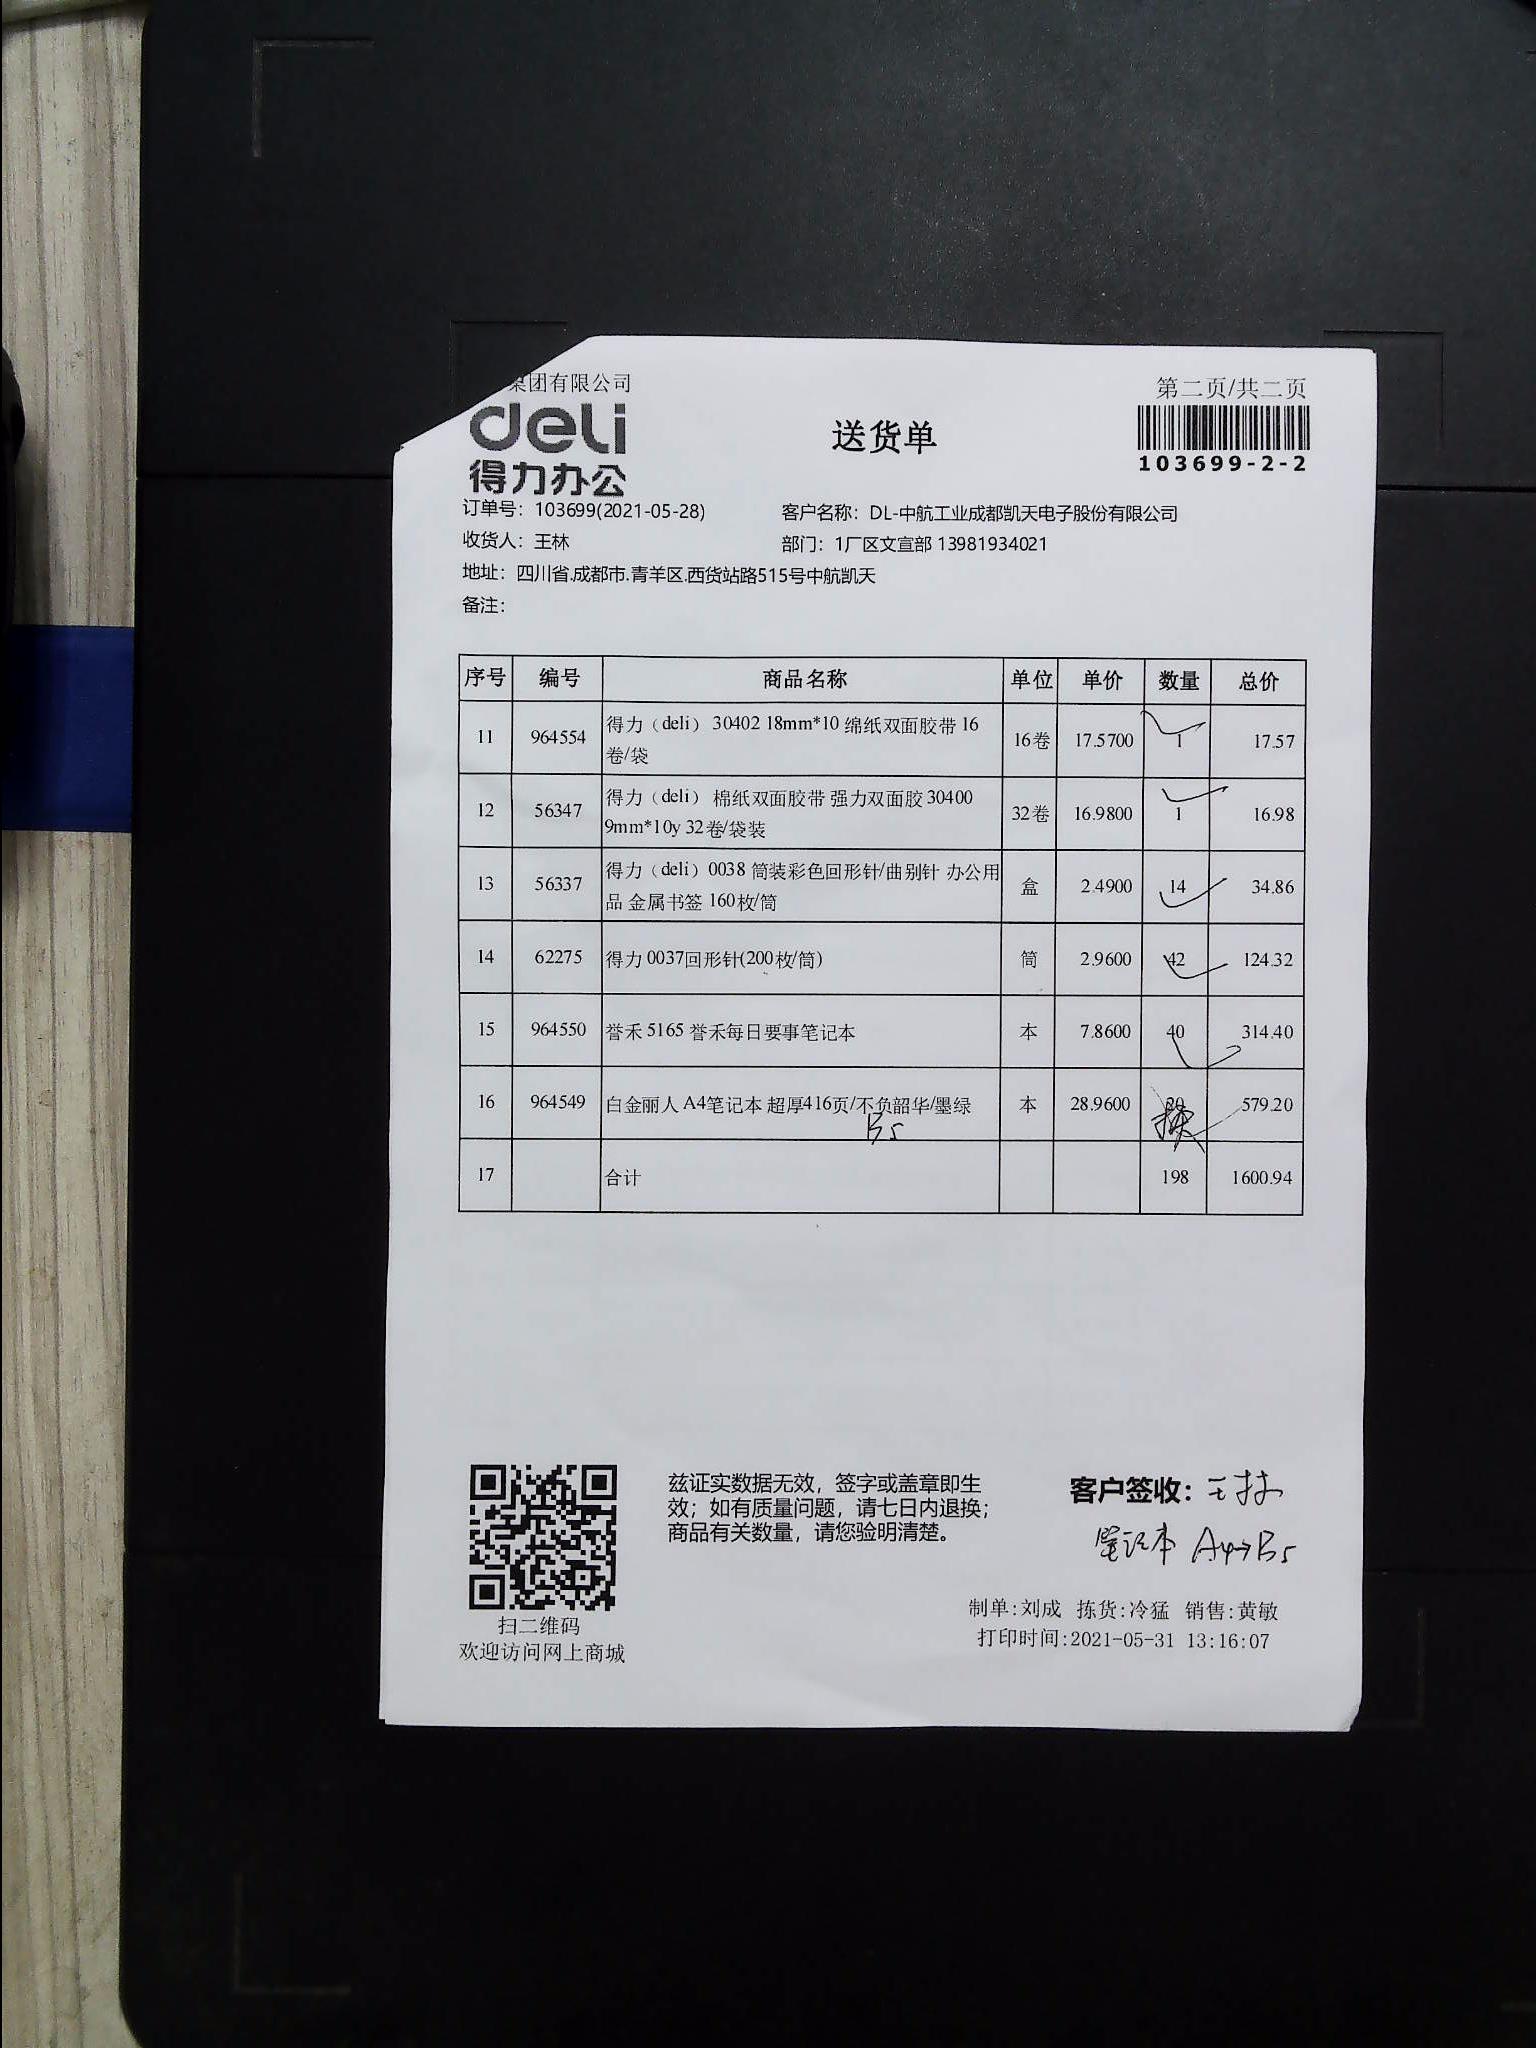 集团有限公司
第二页/共二页
deli
得力办公
送货单
103699-2-2
订单号：103699(2021-05-28)
客户名称：DL-中航工业成都凯天电子股份有限公司
收货人：王林
部门：1厂区文宣部 13981934021
地址：四川省.成都市.青羊区.西货站路515号中航凯天
备注：
序号 编号 商品名称 单位 单价 数量 总价
11 964554 得力（deli） 30402 18mm*10 绵纸双面胶带 16 16卷 17.5700 1 17.57
卷/袋
12 56347 得力（deli） 棉纸双面胶带 强力双面胶 30400 32卷 16.9800 1 16.98
9mm*10y 32卷/袋装
13 56337 得力（deli）0038 筒装彩色回形针/曲别针 办公用 盒 2.4900 14 34.86
品 金属书签 160枚/筒
14 62275 得力 0037回形针(200枚/筒) 筒 2.9600 42 124.32
15 964550 誉禾 5165 誉禾每日要事笔记本 本 7.8600 40 314.40
16 964549 白金丽人 A4笔记本 超厚416页/不负韶华/墨绿 本 28.9600 20 579.20
B5 换
17 合计 198 1600.94
兹证实数据无效，签字或盖章即生
效；如有质量问题，请七日内退换；
商品有关数量，请您验明清楚。
客户签收：王林
笔记本 A4→B5
扫二维码
欢迎访问网上商城
制单:刘成 拣货:冷猛 销售:黄敏
打印时间:2021-05-31 13:16:07